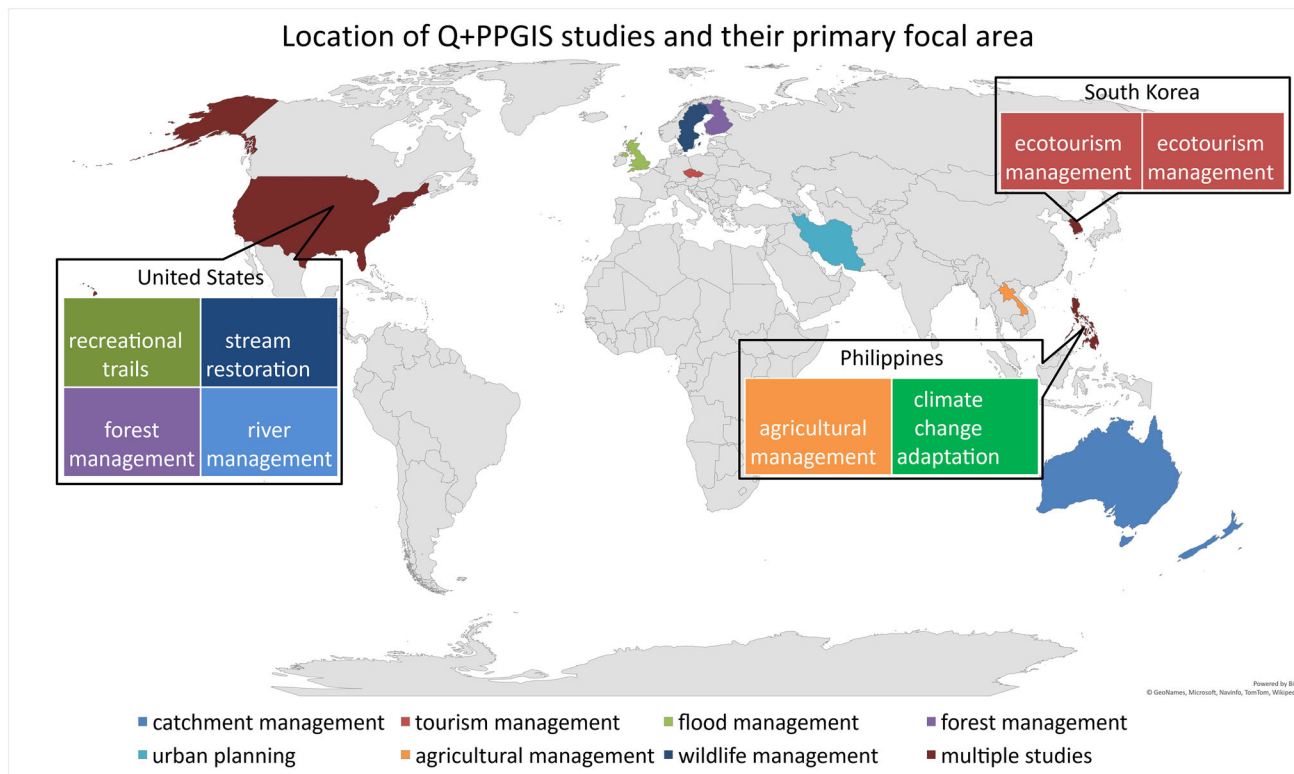 Location of Q+PPGIS studies and their primary focal area
South Korea
ecotourism
management
ecotourism
management
United States
recreational
trails
stream
restoration
forest
management
river
management
Philippines
agricultural
management
climate
change
adaptation
Powered by Bi
© GeoNames, Microsoft, Navinfo, TomTom, Wikiped
catchment management
tourism management
flood management
forest management
urban planning
agricultural management
wildlife management
multiple studies